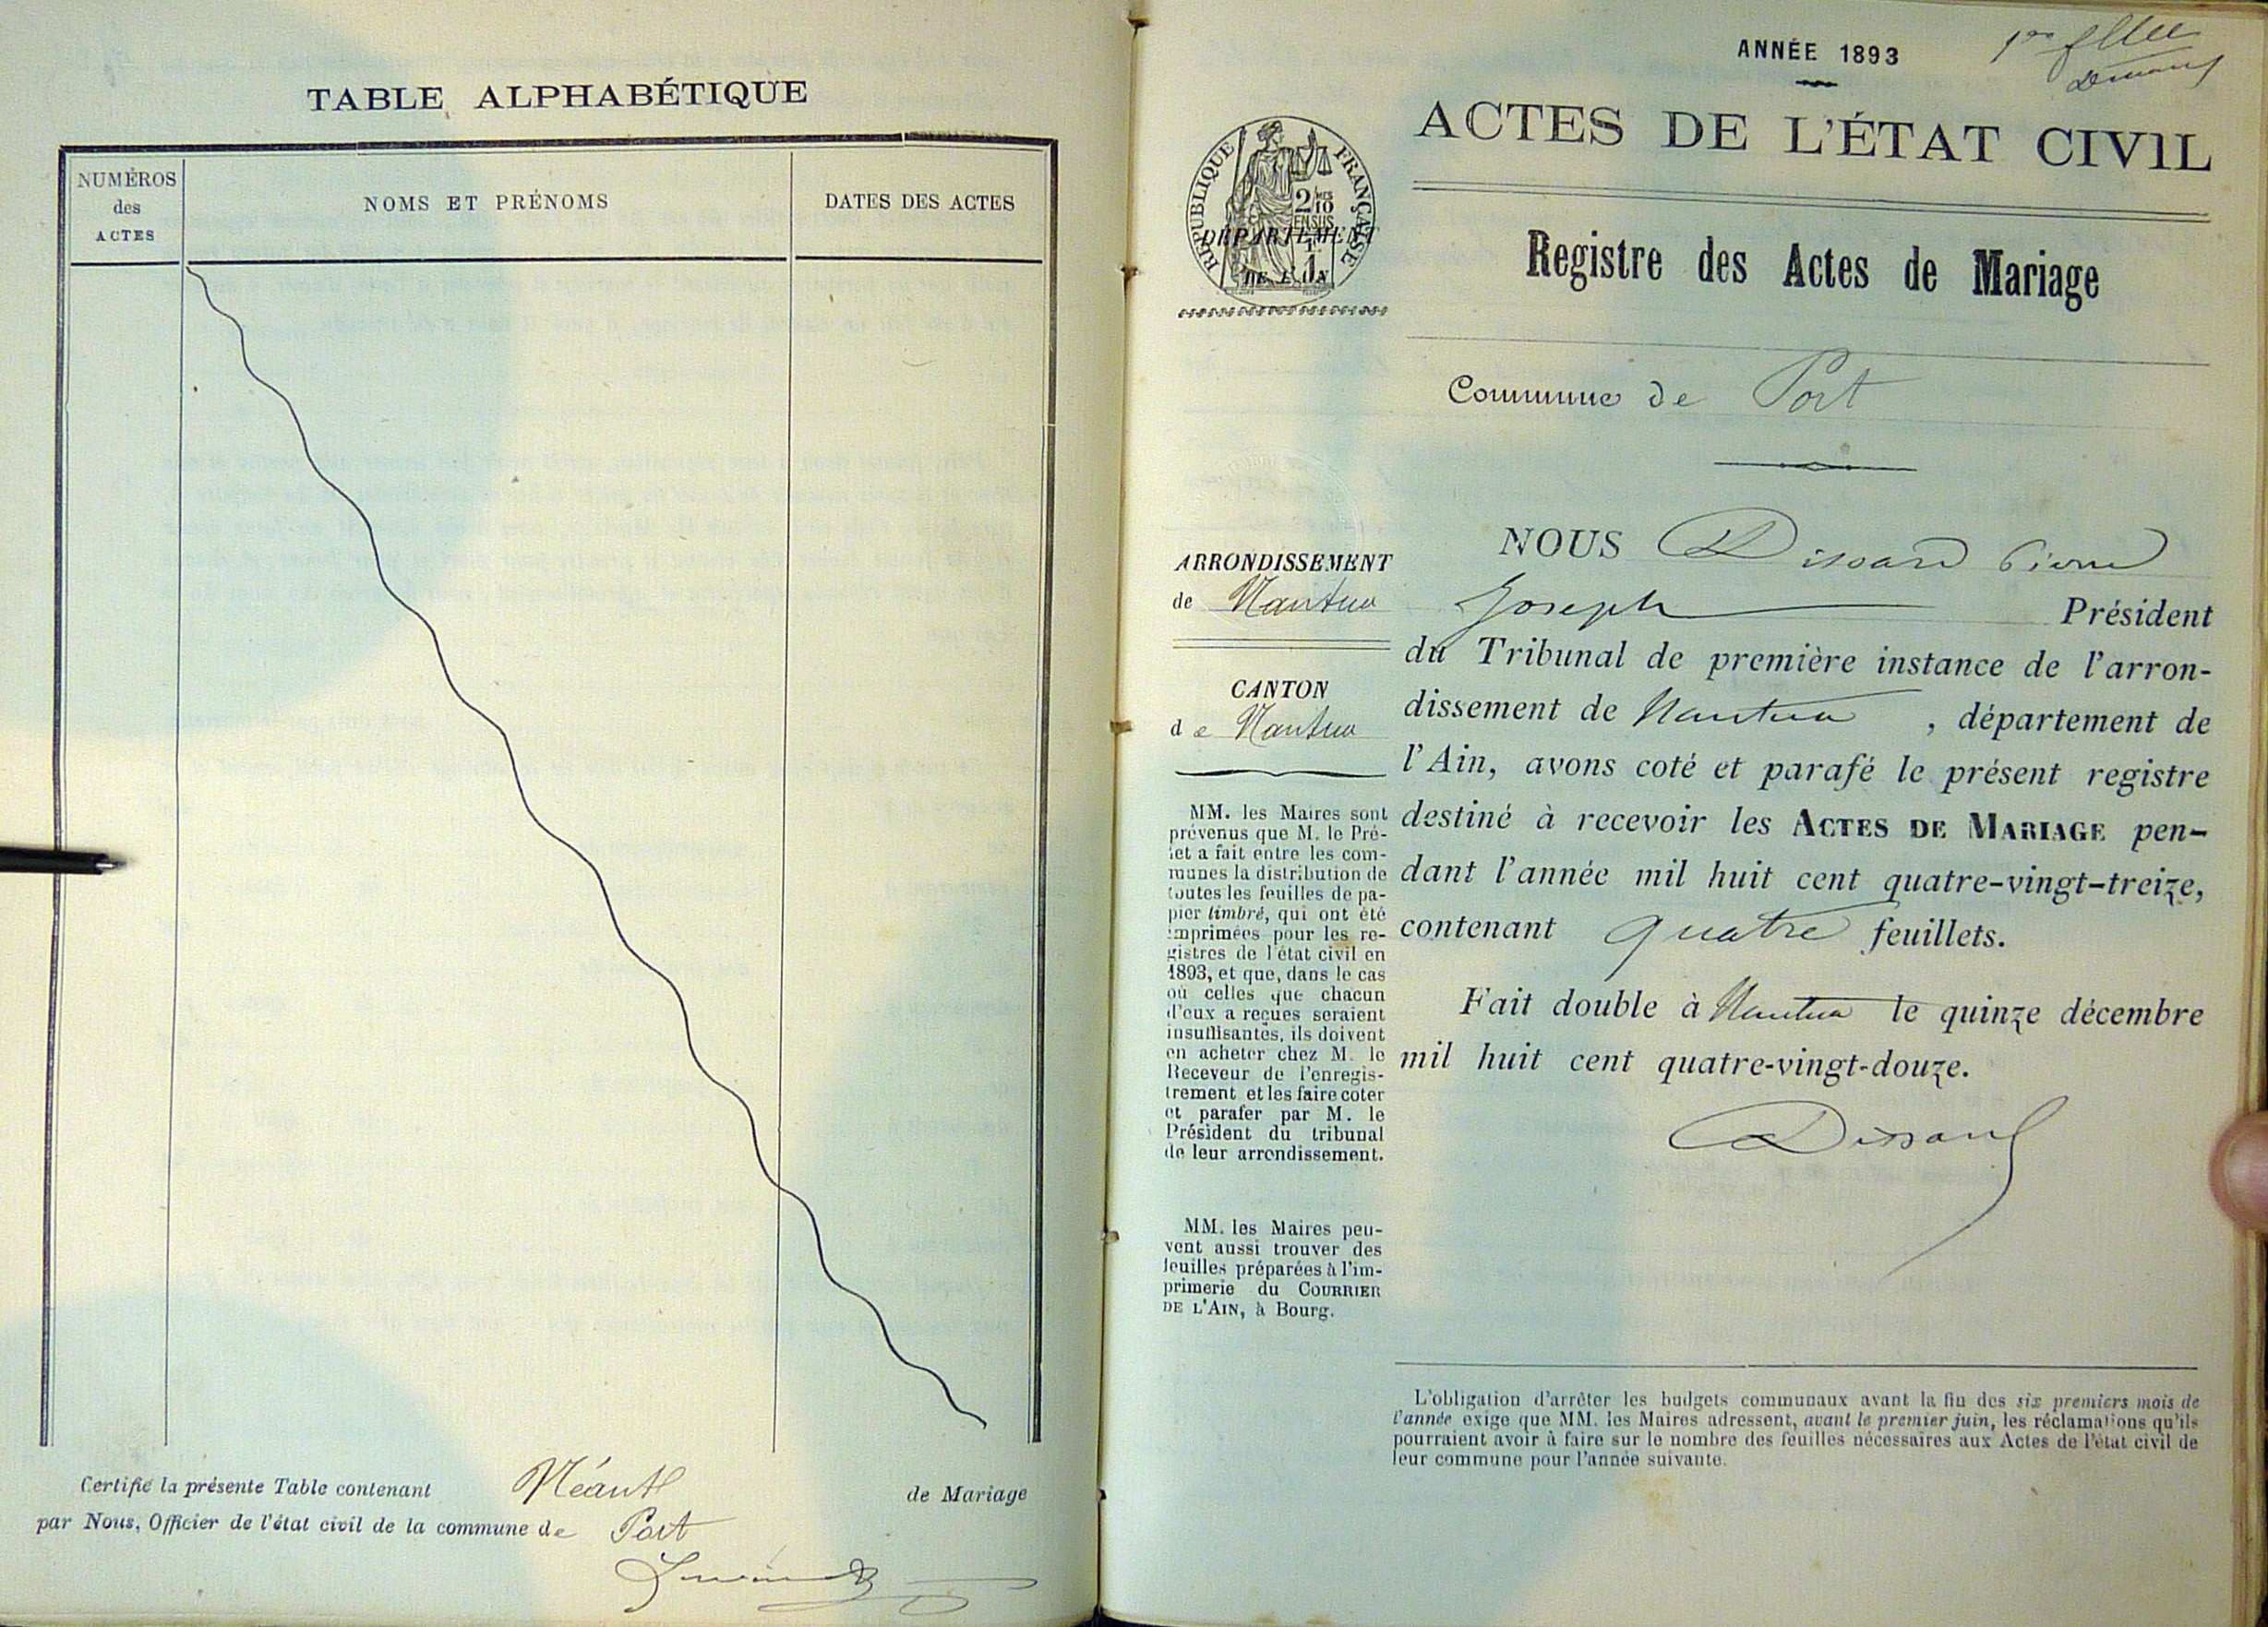 TABLE ALPHABÉTIQUE
NUMÉROS
des
ACTES
NOMS ET PRÉNOMS
DATES DES ACTES
Certifié la présente Table contenant Néant de Mariage
par Nous, Officier de l'état civil de la commune de Port
ANNÉE 1893
ACTES DE L'ÉTAT CIVIL
RÉPUBLIQUE FRANÇAISE
2/10
EN SUS
DÉPARTEMENT
DE L'AIN
Registre des Actes de Mariage
Commune de Port
ARRONDISSEMENT
de Nantua
CANTON
de Nantua
MM. les Maires sont
prévenus que M. le Pré-
fet a fait entre les com-
munes la distribution de
toutes les feuilles de pa-
pier timbré, qui ont été
imprimées pour les re-
gistres de l'état civil en
1893, et que, dans le cas
où celles que chacun
d'eux a reçues seraient
insuffisantes, ils doivent
en acheter chez M. le
Receveur de l'enregis-
trement et les faire coter
et parafer par M. le
Président du tribunal
de leur arrondissement.
MM. les Maires peu-
vent aussi trouver des
feuilles préparées à l'im-
primerie du COURRIER
DE L'AIN, à Bourg.
NOUS Dissard Pierre
Joseph Président
du Tribunal de première instance de l'arron-
dissement de Nantua, département de
l'Ain, avons coté et parafé le présent registre
destiné à recevoir les ACTES DE MARIAGE pen-
dant l'année mil huit cent quatre-vingt-treize,
contenant quatre feuillets.
Fait double à Nantua le quinze décembre
mil huit cent quatre-vingt-douze.
Dissard
L'obligation d'arrêter les budgets communaux avant la fin des six premiers mois de
l'année exige que MM. les Maires adressent, avant le premier juin, les réclamations qu'ils
pourraient avoir à faire sur le nombre des feuilles nécessaires aux Actes de l'état civil de
leur commune pour l'année suivante.